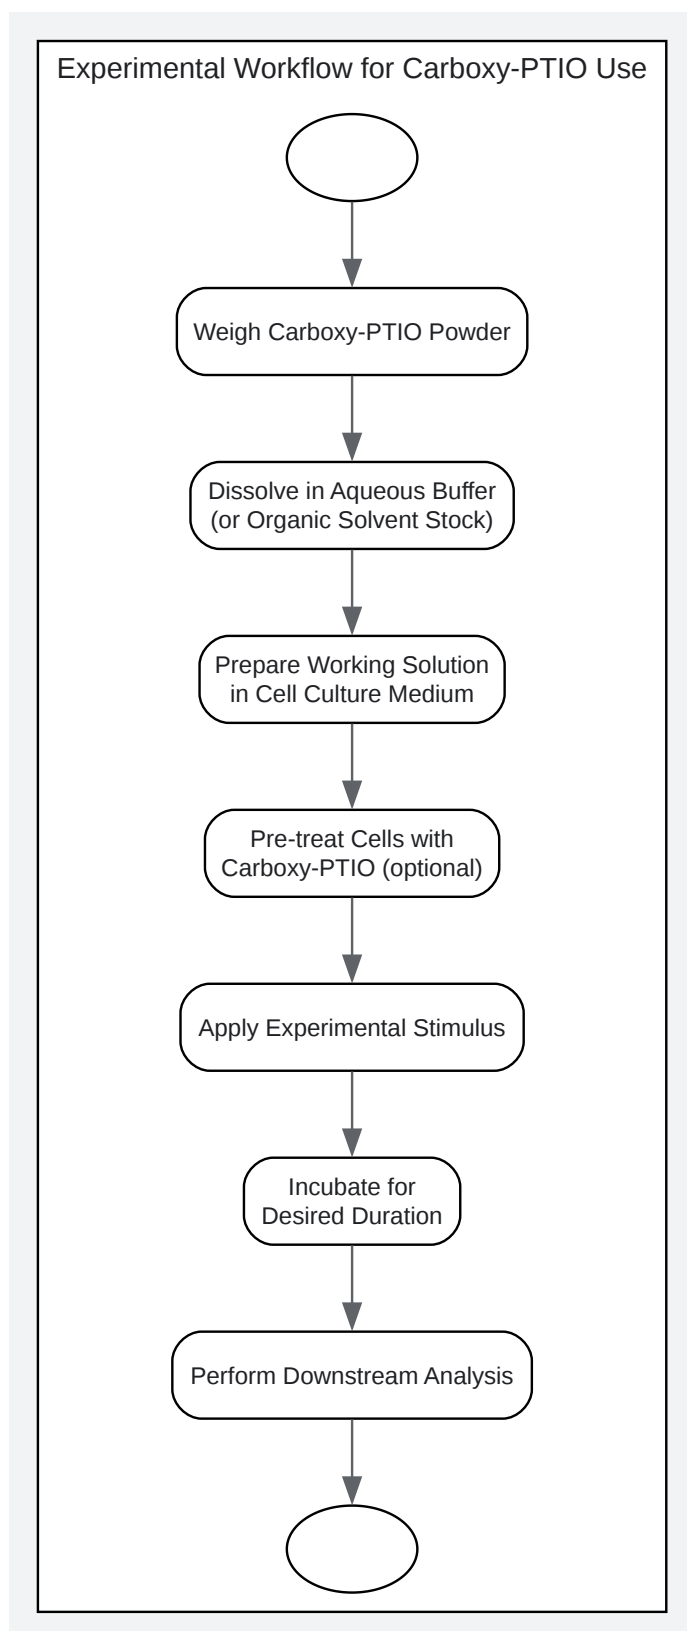 Experimental Workflow for Carboxy-PTIO Use
Weigh Carboxy-PTIO Powder
Dissolve in Aqueous Buffer
(or Organic Solvent Stock)
Prepare Working Solution
in Cell Culture Medium
Pre-treat Cells with
Carboxy-PTIO (optional)
Apply Experimental Stimulus
Incubate for
Desired Duration
Perform Downstream Analysis